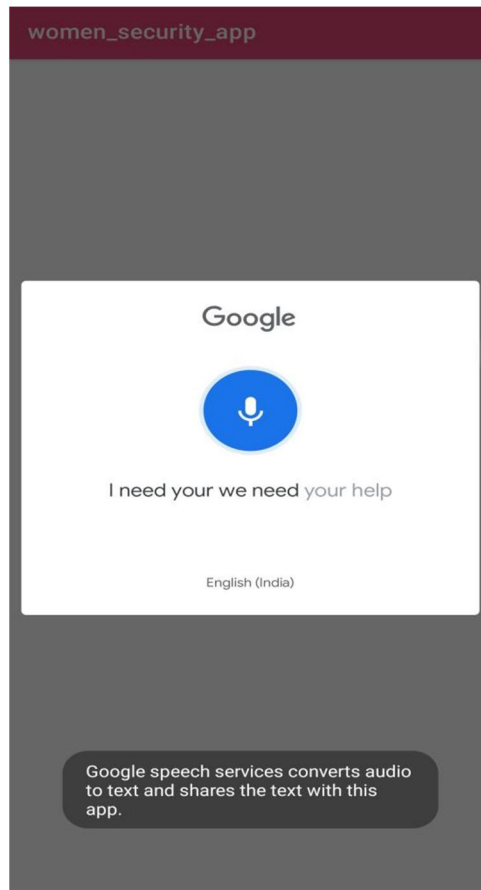 women_security_app
Google
I need your we need your help
English (India)
Google speech services converts audio
to text and shares the text with this
app.